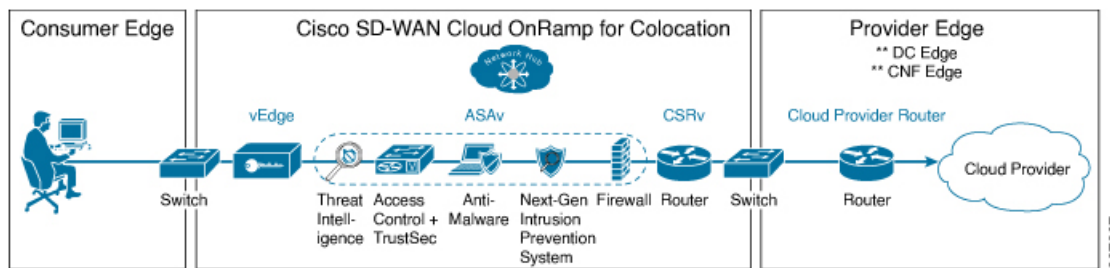 Consumer Edge
Cisco SD-WAN Cloud OnRamp for Colocation
Provider Edge
** DC Edge
** CNF Edge
Network Hub
vEdge
ASAv
CSRv
Cloud Provider Router
Cloud Provider
Switch
Threat
Intell-
igence
Access
Control +
TrustSec
Anti-
Malware
Next-Gen
Intrusion
Prevention
System
Firewall
Router
Switch
Router